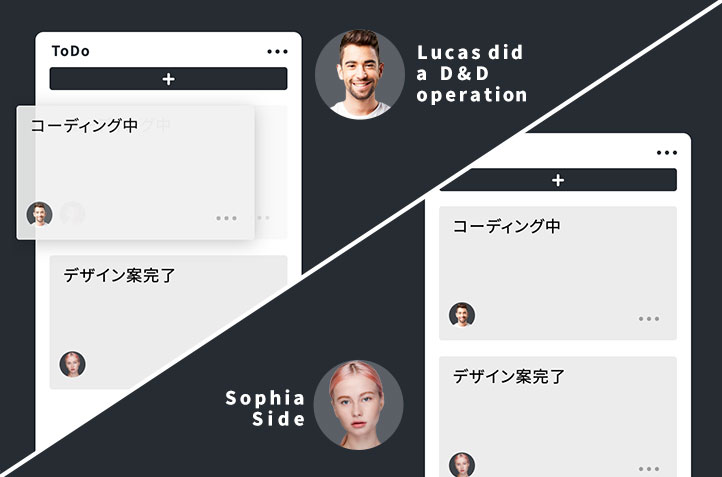 ToDo
Lucas did
a D&D
operation
コーディング中
デザイン案完了
コーディング中
デザイン案完了
Sophia
Side